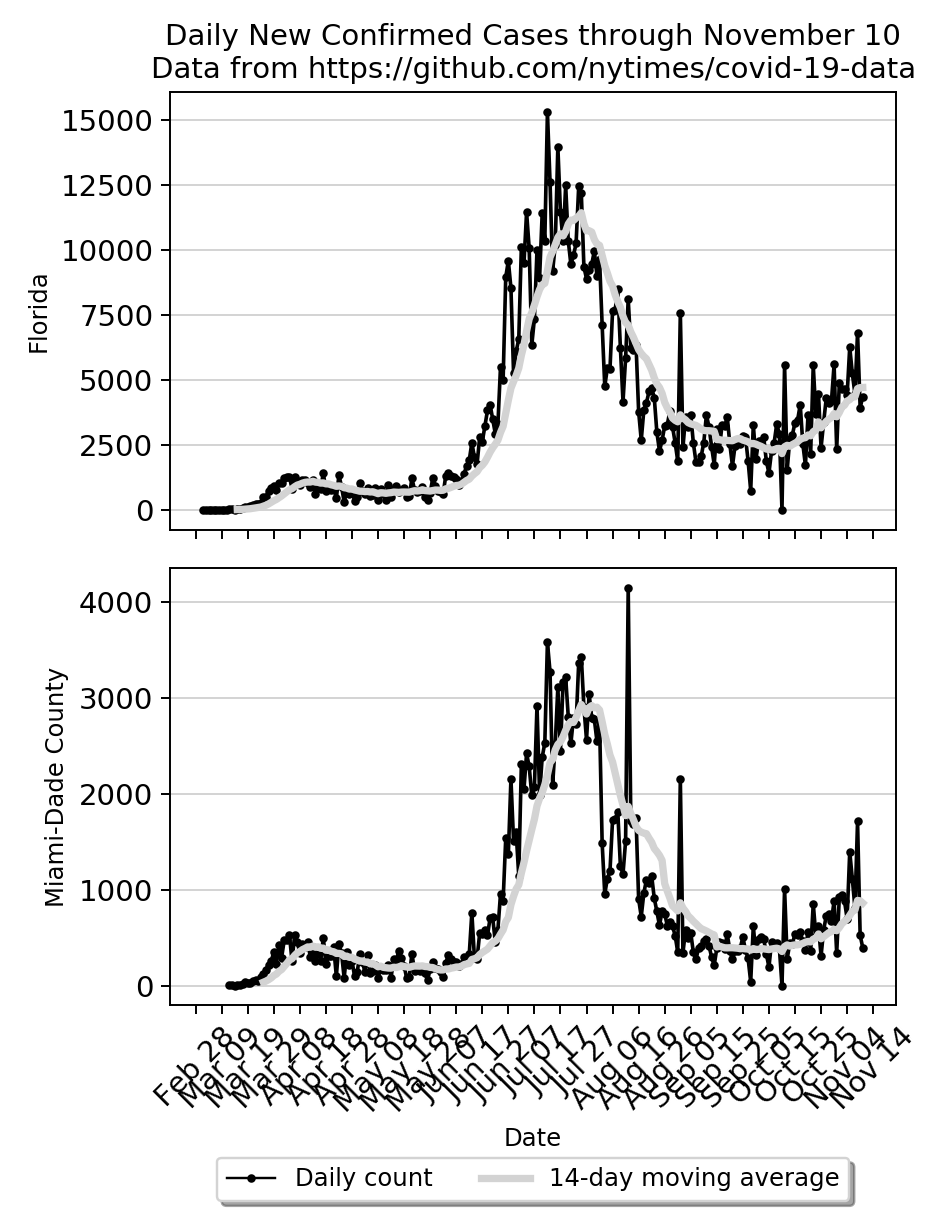 Daily New Confirmed Cases through November 10
Data from https://github.com/nytimes/covid-19-data
15000
12500
10000
7500
5000
2500
0
Florida
4000
3000
2000
1000
0
Miami-Dade County
Feb 28
Mar 09
Mar 19
Mar 29
Apr 08
Apr 18
Apr 28
May 08
May 18
May 28
Jun 07
Jun 17
Jun 27
Jul 07
Jul 17
Jul 27
Aug 06
Aug 16
Aug 26
Sep 05
Sep 15
Sep 25
Oct 05
Oct 15
Oct 25
Nov 04
Nov 14
Date
Daily count
14-day moving average